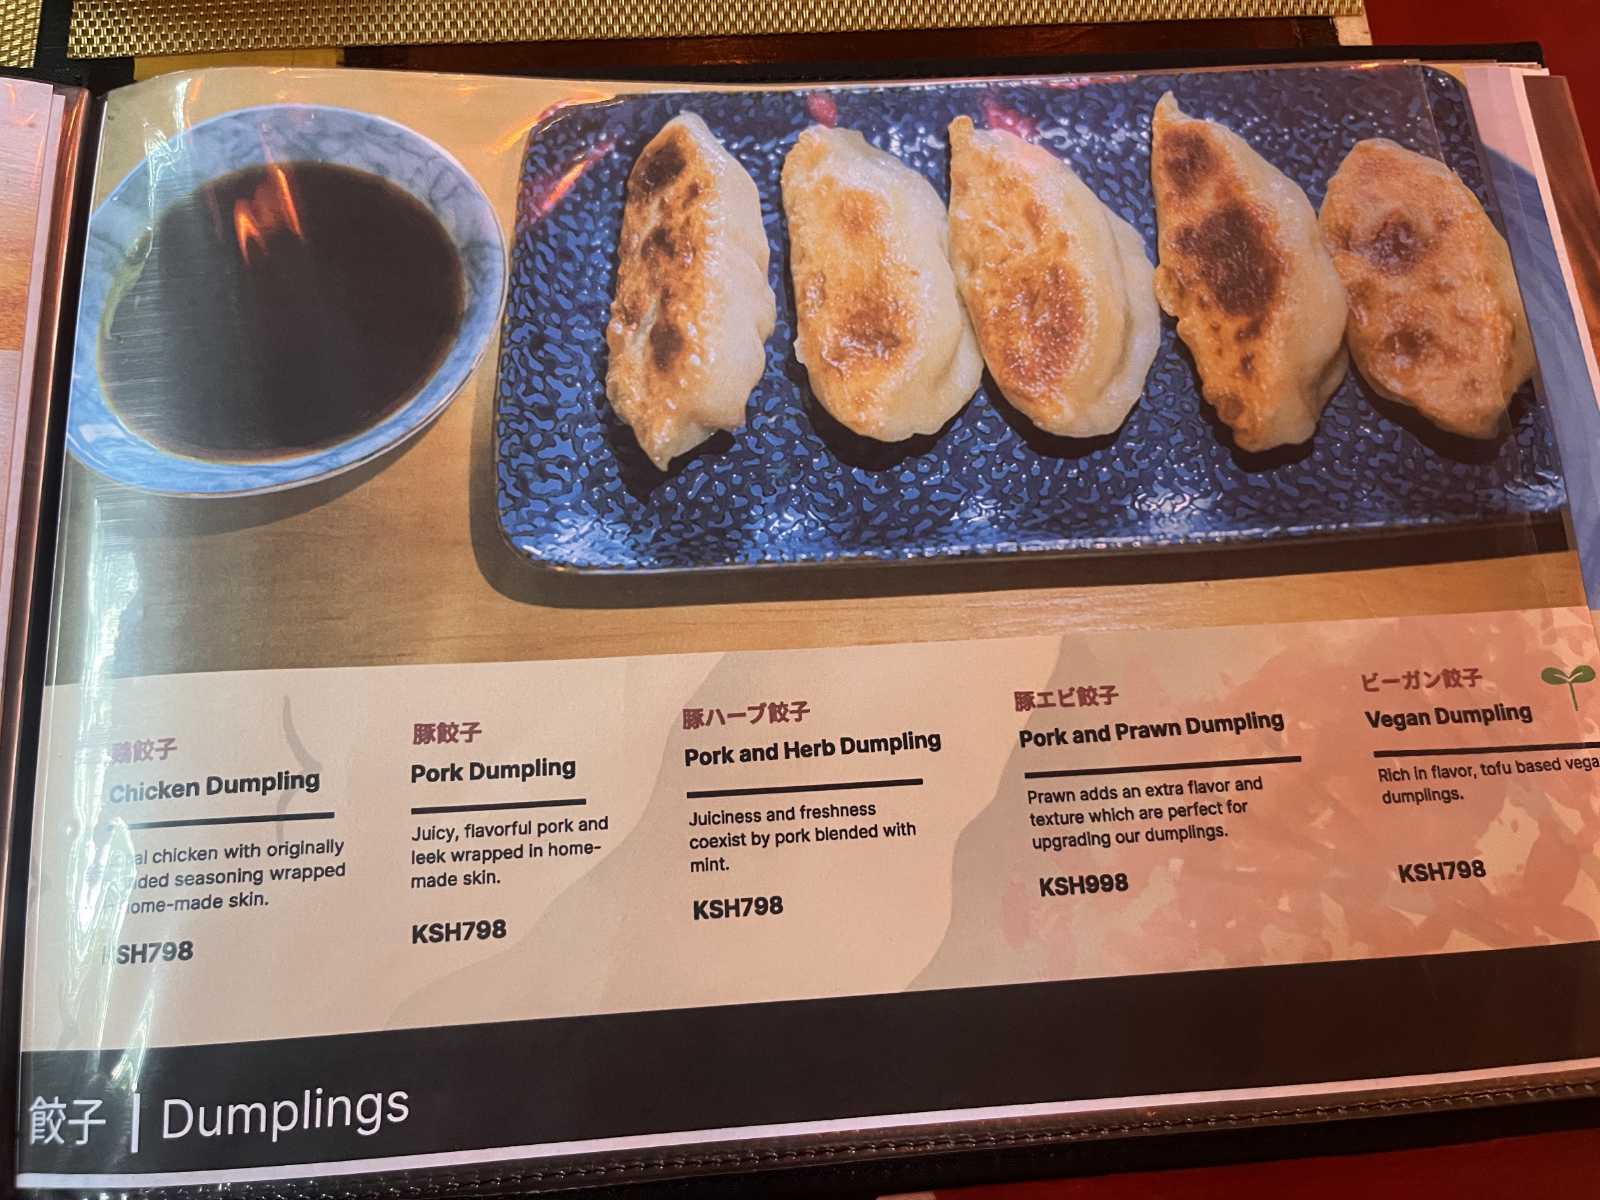 鶏餃子
Chicken Dumpling
chicken with originally
seasoning wrapped
home-made skin.
KSH798
豚餃子
Pork Dumpling
Juicy, flavorful pork and
leek wrapped in home-
made skin.
KSH798
豚ハーブ餃子
Pork and Herb Dumpling
Juiciness and freshness
coexist by pork blended with
mint.
KSH798
豚エビ餃子
Pork and Prawn Dumpling
Prawn adds an extra flavor and
texture which are perfect for
upgrading our dumplings.
KSH998
ビーガン餃子
Vegan Dumpling
Rich in flavor, tofu based vega
dumplings.
KSH798
餃子 | Dumplings